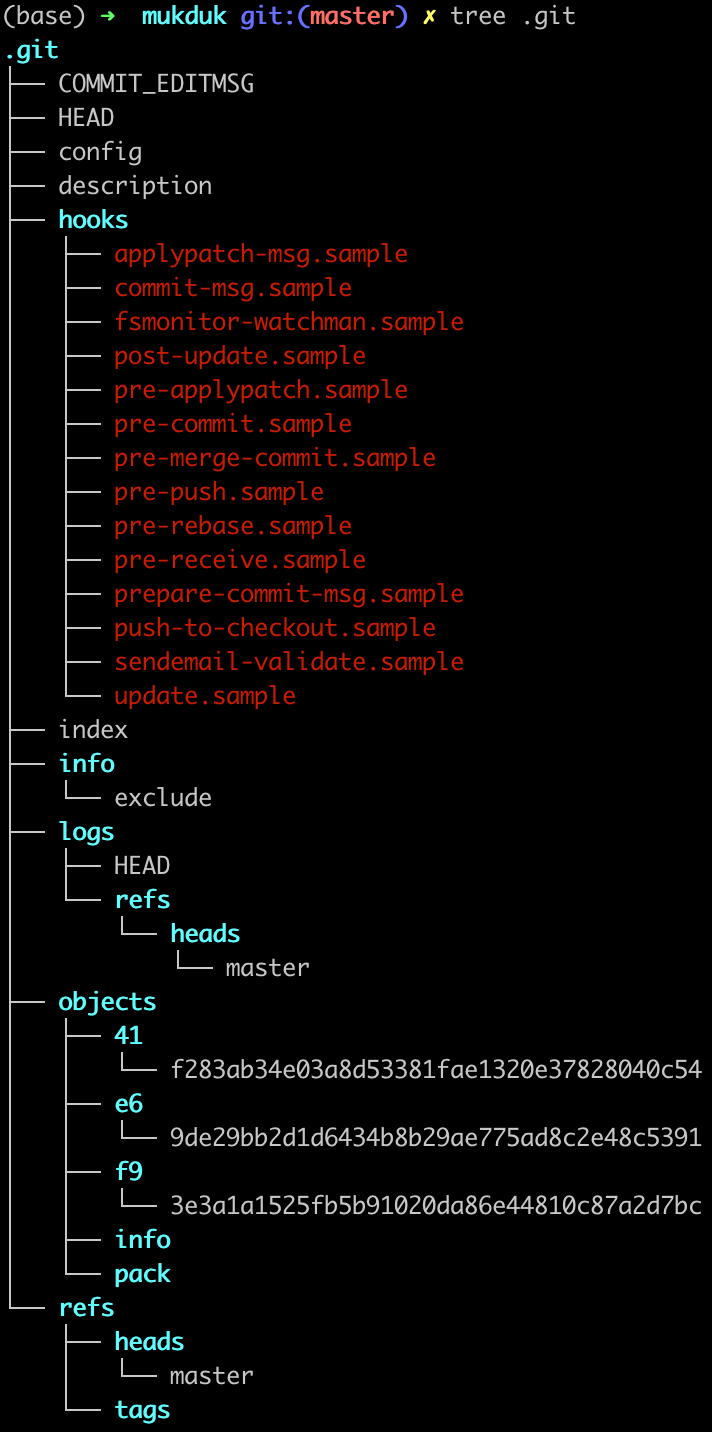 (base) ➜  mukduk git:(master) ✗ tree .git
.git
├── COMMIT_EDITMSG
├── HEAD
├── config
├── description
├── hooks
│   ├── applypatch-msg.sample
│   ├── commit-msg.sample
│   ├── fsmonitor-watchman.sample
│   ├── post-update.sample
│   ├── pre-applypatch.sample
│   ├── pre-commit.sample
│   ├── pre-merge-commit.sample
│   ├── pre-push.sample
│   ├── pre-rebase.sample
│   ├── pre-receive.sample
│   ├── prepare-commit-msg.sample
│   ├── push-to-checkout.sample
│   ├── sendemail-validate.sample
│   └── update.sample
├── index
├── info
│   └── exclude
├── logs
│   ├── HEAD
│   └── refs
│       └── heads
│           └── master
├── objects
│   ├── 41
│   │   └── f283ab34e03a8d53381fae1320e37828040c54
│   ├── e6
│   │   └── 9de29bb2d1d6434b8b29ae775ad8c2e48c5391
│   ├── f9
│   │   └── 3e3a1a1525fb5b91020da86e44810c87a2d7bc
│   ├── info
│   └── pack
└── refs
    ├── heads
    │   └── master
    └── tags